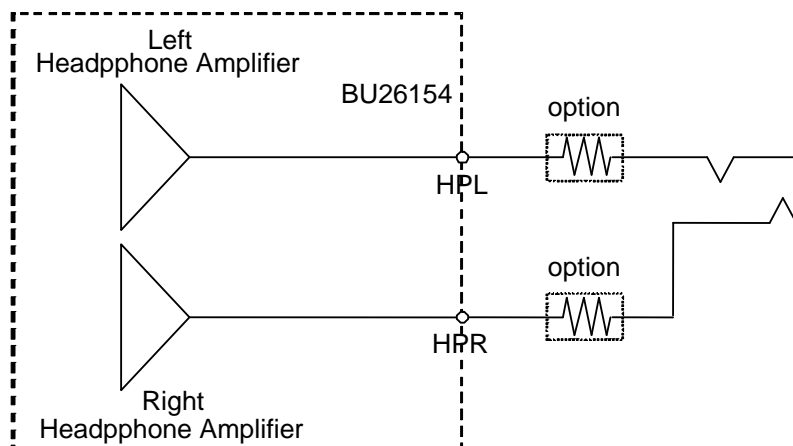 Left
Headpphone Amplifier
BU26154
option
HPL
option
HPR
Right
Headpphone Amplifier